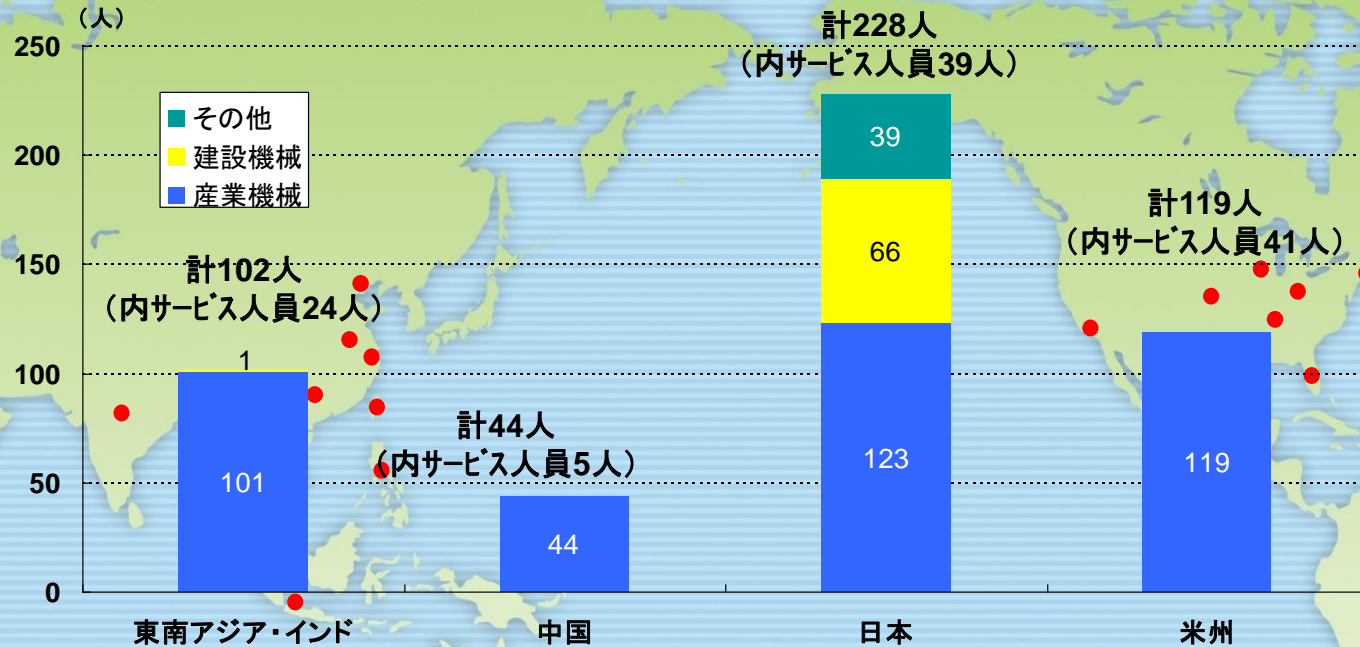 （人）
250
200
150
100
50
0
その他
建設機械
産業機械
計102人
（内サービス人員24人）
1
101
計44人
（内サービス人員5人）
44
計228人
（内サービス人員39人）
39
66
123
計119人
（内サービス人員41人）
119
東南アジア・インド
中国
日本
米州